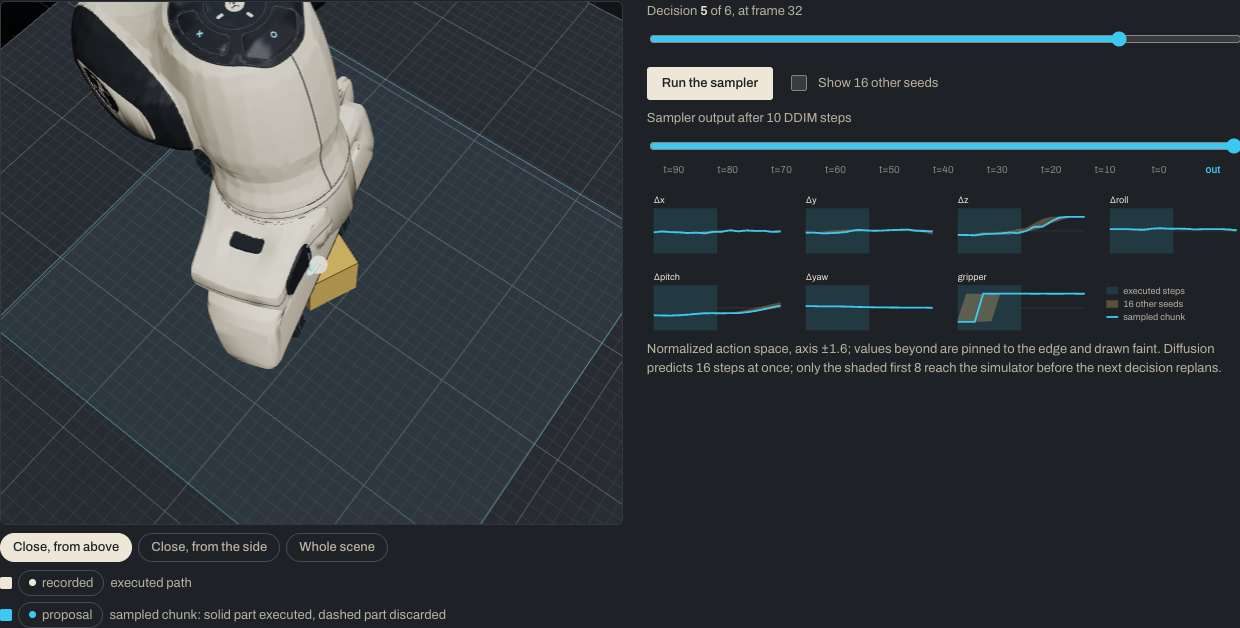 Decision 5 of 6, at frame 32
Run the sampler
Show 16 other seeds
Sampler output after 10 DDIM steps
t=90 t=80 t=70 t=60 t=50 t=40 t=30 t=20 t=10 t=0 out
Δx Δy Δz Δroll
Δpitch Δyaw gripper
executed steps
16 other seeds
sampled chunk
Normalized action space, axis ±1.6; values beyond are pinned to the edge and drawn faint. Diffusion
predicts 16 steps at once; only the shaded first 8 reach the simulator before the next decision replans.
Close, from above Close, from the side Whole scene
recorded executed path
proposal sampled chunk: solid part executed, dashed part discarded